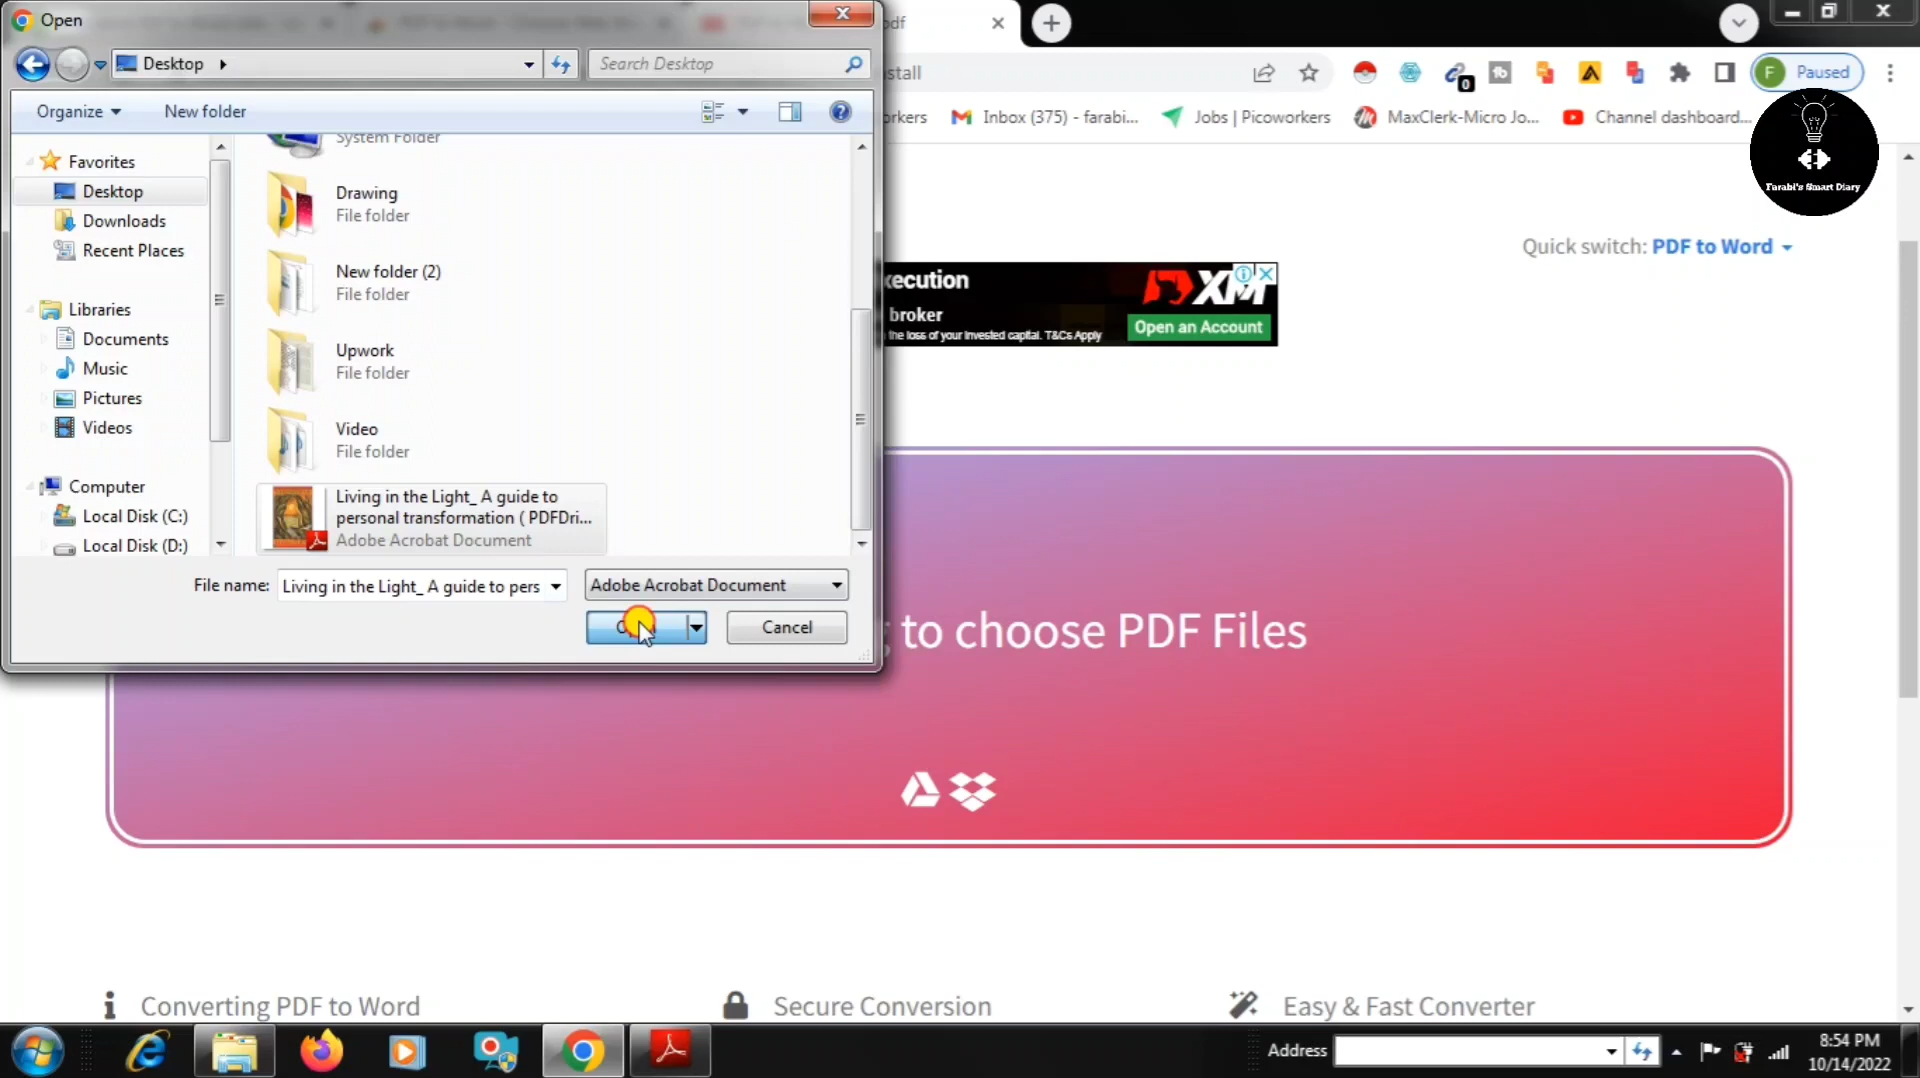 Open
df
Desktop
Search Desktop
stall
0
F
Paused
Organize
New folder
rkers
Inbox (375) - farabi...
Jobs | Picoworkers
MaxClerk-Micro Jo...
Channel dashboard...
Farabi's Smart Diary
System Folder
Favorites
Desktop
Downloads
Recent Places
Libraries
Documents
Music
Pictures
Videos
Computer
Local Disk (C:)
Local Disk (D:)
Drawing
File folder
New folder (2)
File folder
Upwork
File folder
Video
File folder
Living in the Light_ A guide to
personal transformation ( PDFDri...
Adobe Acrobat Document
File name:
Living in the Light_ A guide to pers
Adobe Acrobat Document
Cancel
Quick switch: PDF to Word
xecution
broker
the loss of your invested capital. T&Cs Apply
XM
Open an Account
g to choose PDF Files
Converting PDF to Word
Secure Conversion
Easy & Fast Converter
Address
8:54 PM
10/14/2022